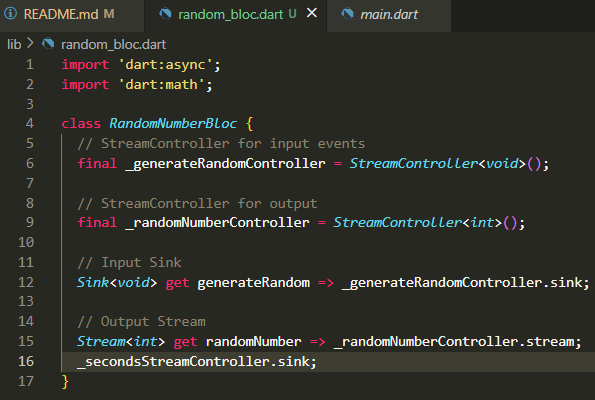 README.md M random_bloc.dart U × main.dart
lib > random_bloc.dart
1 import 'dart:async';
2 import 'dart:math';
3
4 class RandomNumberBloc {
5 // StreamController for input events
6 final _generateRandomController = StreamController<void>();
7
8 // StreamController for output
9 final _randomNumberController = StreamController<int>();
10
11 // Input Sink
12 Sink<void> get generateRandom => _generateRandomController.sink;
13
14 // Output Stream
15 Stream<int> get randomNumber => _randomNumberController.stream;
16 _secondsStreamController.sink;
17 }